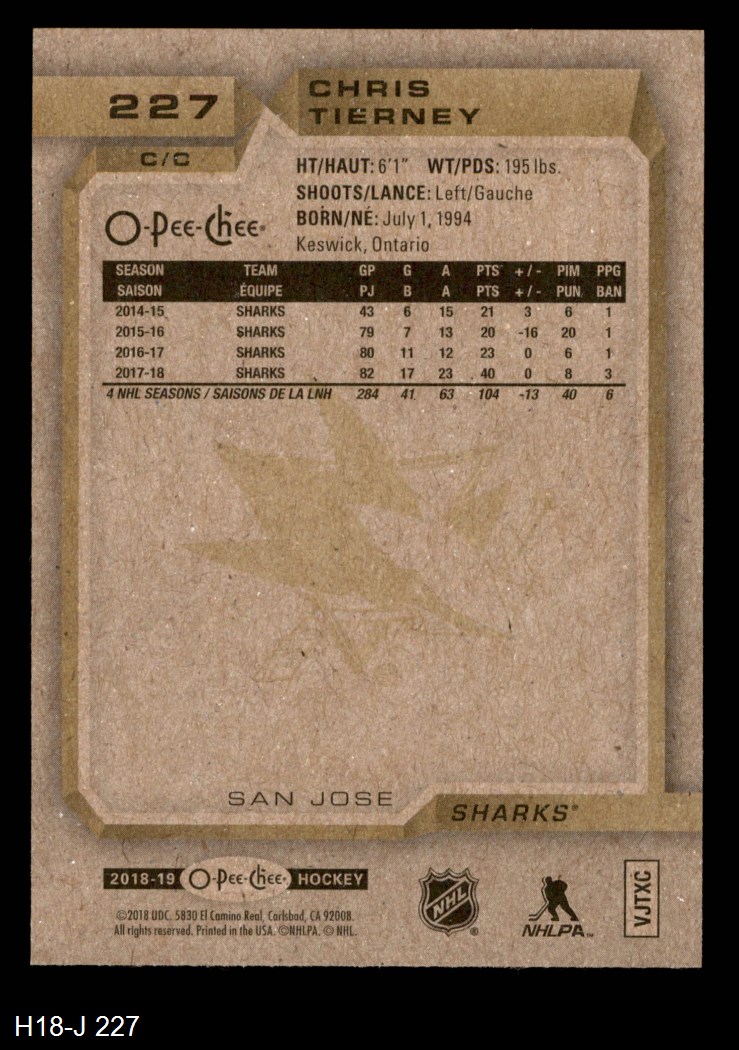 227
CHRIS
TIERNEY
C/C
HT/HAUT: 6'1" WT/PDS: 195 lbs.
SHOOTS/LANCE: Left/Gauche
BORN/NÉ: July 1, 1994
Keswick, Ontario
O-Pee-Chee®
SEASON TEAM GP G A PTS +/- PIM PPG
SAISON ÉQUIPE PJ B A PTS +/- PUN BAN
2014-15 SHARKS 43 6 15 21 3 6 1
2015-16 SHARKS 79 7 13 20 -16 20 1
2016-17 SHARKS 80 11 12 23 0 6 1
2017-18 SHARKS 82 17 23 40 0 8 3
4 NHL SEASONS / SAISONS DE LA LNH 284 41 63 104 -13 40 6
SAN JOSE
SHARKS®
2018-19 O-Pee-Chee® HOCKEY
©2018 UDC. 5830 El Camino Real, Carlsbad, CA 92008.
All rights reserved. Printed in the USA. ©NHLPA. © NHL.
NHL®
NHLPA™
VJTXC
H18-J 227